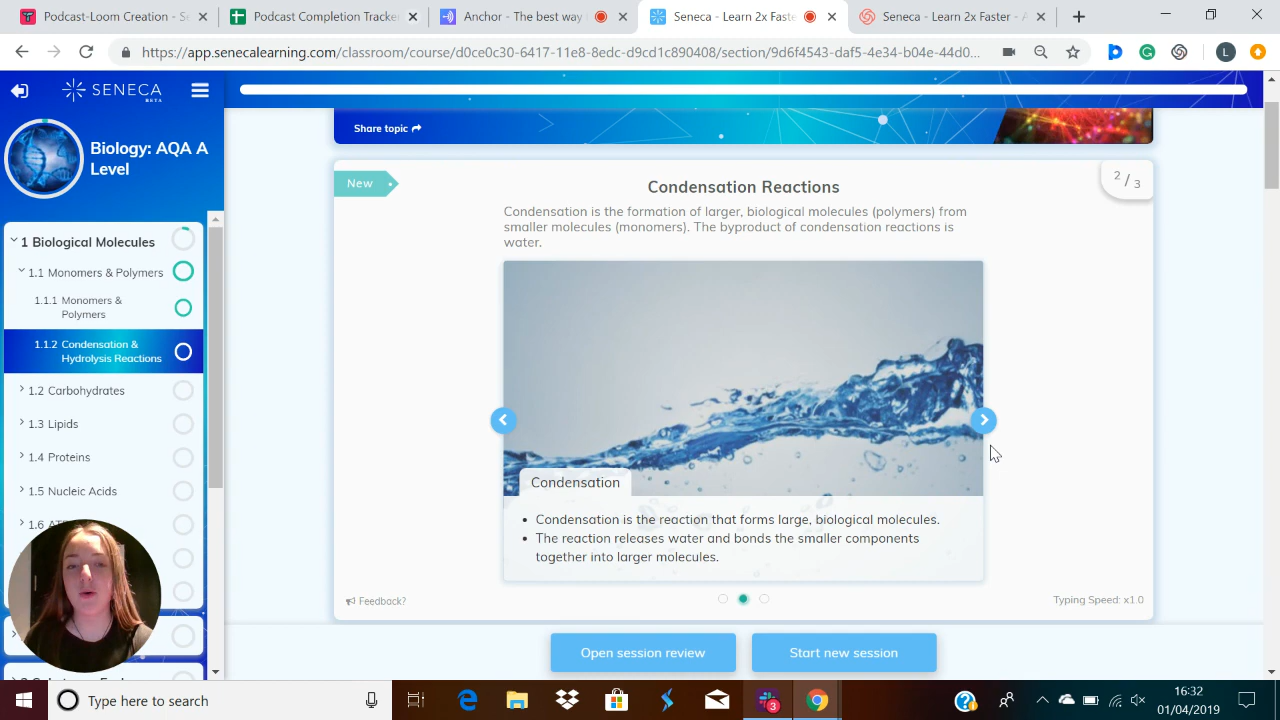 Podcast-Loom Creation - Se
Podcast Completion Tracker
Anchor - The best way
Seneca - Learn 2x Faste
Seneca - Learn 2x Faster - A
https://app.senecalearning.com/classroom/course/d0ce0c30-6417-11e8-8edc-d9cd1c890408/section/9d6f4543-daf5-4e34-b04e-44d0...
L
SENECA
BETA
Share topic
Biology: AQA A
Level
1 Biological Molecules
1.1 Monomers & Polymers
1.1.1 Monomers &
Polymers
1.1.2 Condensation &
Hydrolysis Reactions
1.2 Carbohydrates
1.3 Lipids
1.4 Proteins
1.5 Nucleic Acids
1.6
New
2 / 3
Condensation Reactions
Condensation is the formation of larger, biological molecules (polymers) from
smaller molecules (monomers). The byproduct of condensation reactions is
water.
Condensation
• Condensation is the reaction that forms large, biological molecules.
• The reaction releases water and bonds the smaller components
together into larger molecules.
Feedback?
Typing Speed: x1.0
Open session review
Start new session
Type here to search
3
16:32
01/04/2019